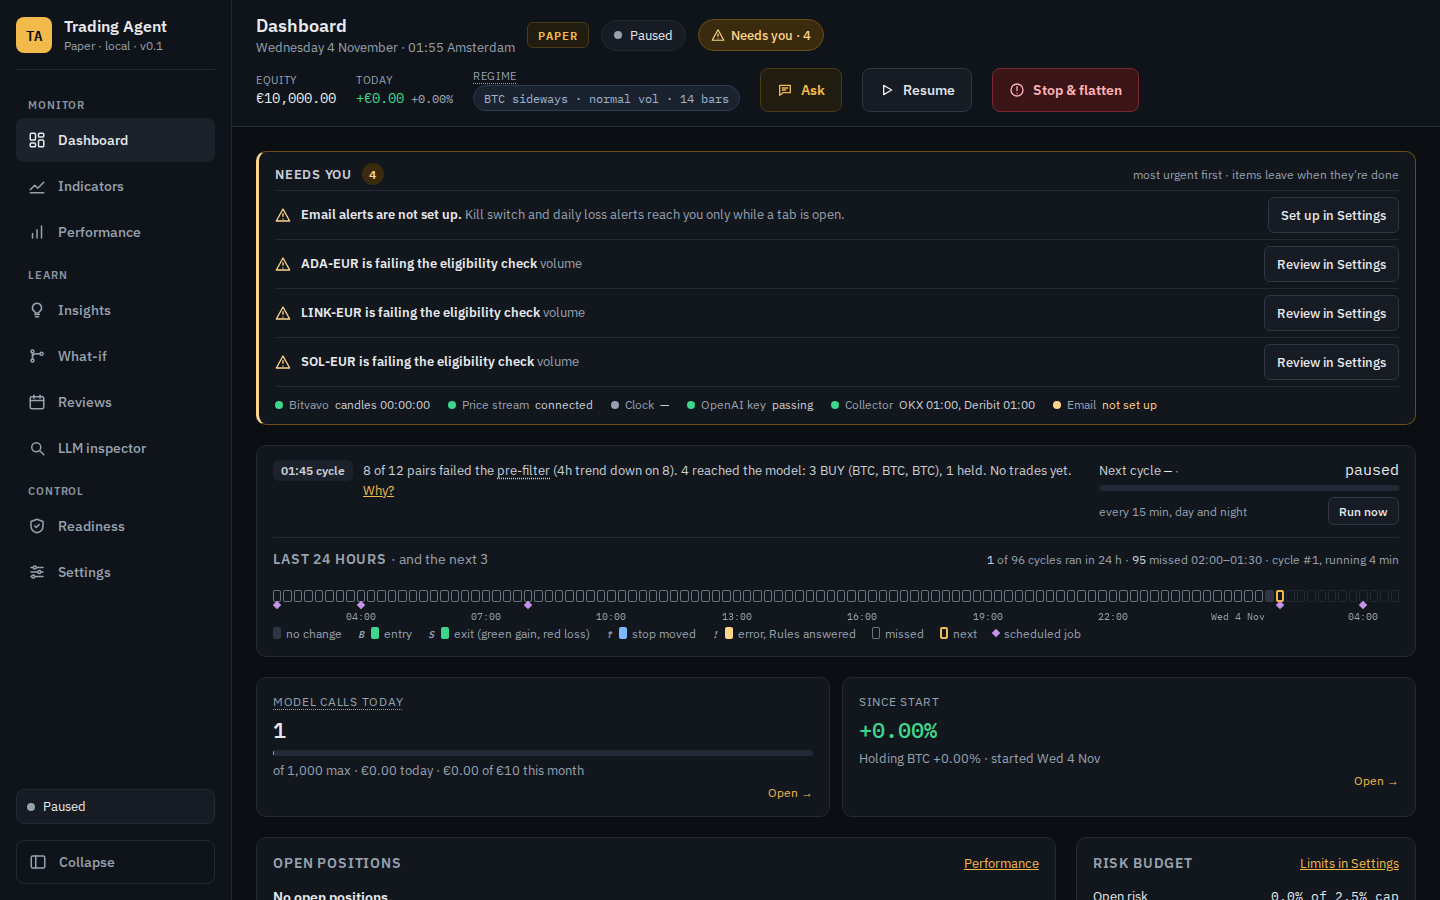 TA
Trading Agent
Paper · local · v0.1
MONITOR
Dashboard
Indicators
Performance
LEARN
Insights
What-if
Reviews
LLM inspector
CONTROL
Readiness
Settings
Paused
Collapse
Dashboard
Wednesday 4 November · 01:55 Amsterdam
PAPER
Paused
Needs you · 4
EQUITY
€10,000.00
TODAY
+€0.00 +0.00%
REGIME
BTC sideways · normal vol · 14 bars
Ask
Resume
Stop & flatten
NEEDS YOU 4
most urgent first · items leave when they're done
Email alerts are not set up. Kill switch and daily loss alerts reach you only while a tab is open.
Set up in Settings
ADA-EUR is failing the eligibility check volume
Review in Settings
LINK-EUR is failing the eligibility check volume
Review in Settings
SOL-EUR is failing the eligibility check volume
Review in Settings
Bitvavo candles 00:00:00 Price stream connected Clock — OpenAI key passing Collector OKX 01:00, Deribit 01:00 Email not set up
01:45 cycle
8 of 12 pairs failed the pre-filter (4h trend down on 8). 4 reached the model: 3 BUY (BTC, BTC, BTC), 1 held. No trades yet.
Why?
Next cycle — ·
paused
every 15 min, day and night
Run now
LAST 24 HOURS · and the next 3
1 of 96 cycles ran in 24 h · 95 missed 02:00–01:30 · cycle #1, running 4 min
04:00 07:00 10:00 13:00 16:00 19:00 22:00 Wed 4 Nov 04:00
no change B entry S exit (green gain, red loss) ↑ stop moved ! error, Rules answered missed next scheduled job
MODEL CALLS TODAY
1
of 1,000 max · €0.00 today · €0.00 of €10 this month
Open →
SINCE START
+0.00%
Holding BTC +0.00% · started Wed 4 Nov
Open →
OPEN POSITIONS
Performance
No open positions
RISK BUDGET
Limits in Settings
Open risk
0.0% of 2.5% cap